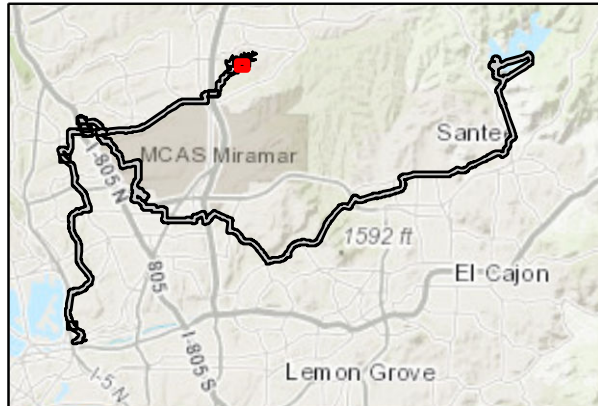 Sante
MCAS Miramar
I-805 N
1592 ft
805
El Cajon
I-805 S
Lemon Grove
I-5 N